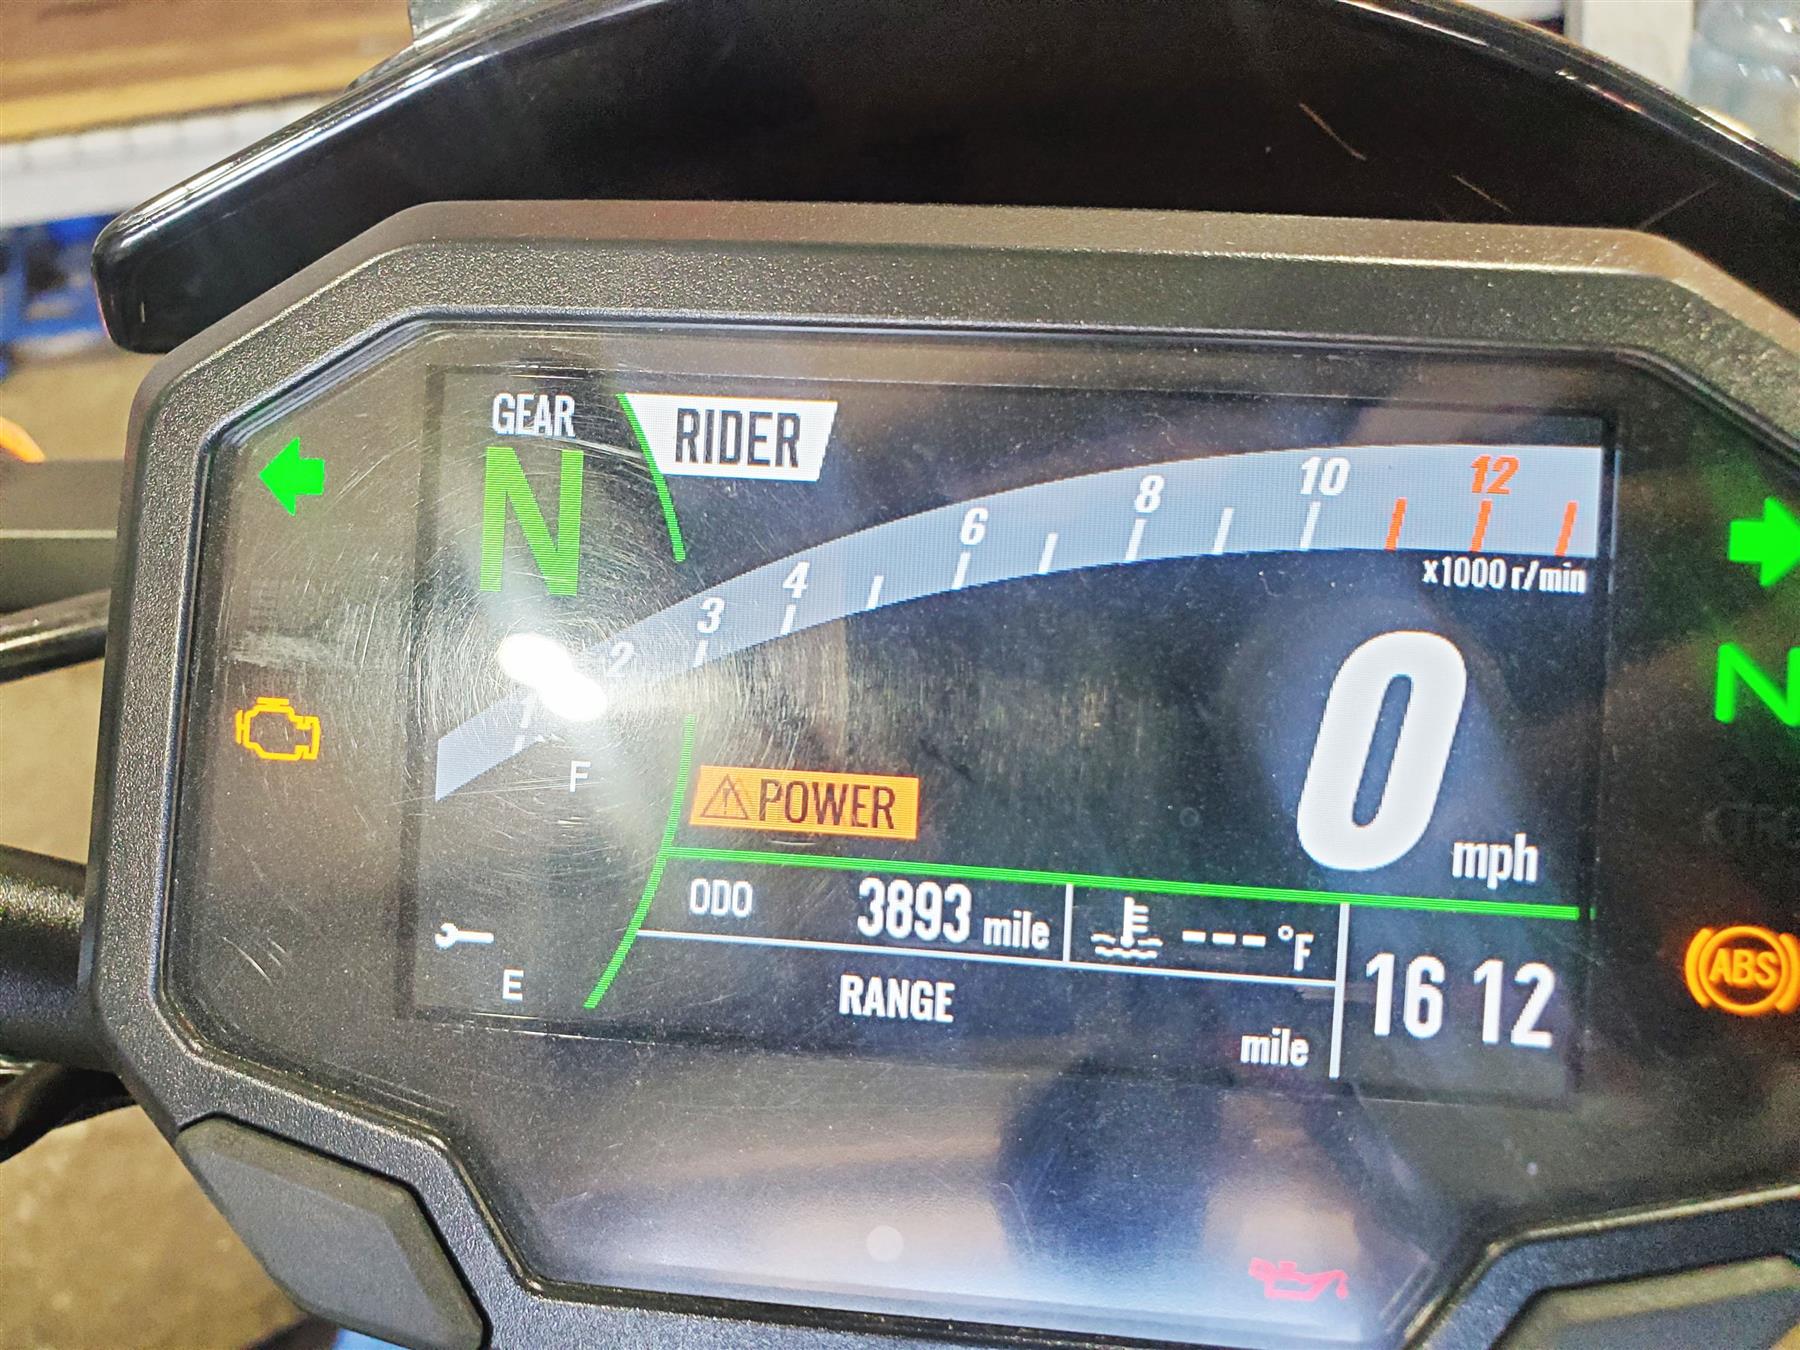 GEAR
RIDER
N
1 2 3 4 6 8 10 12
x1000 r/min
0 mph
N
F
POWER
ODO 3893 mile
--- °F
ABS
E
RANGE
mile
16 12